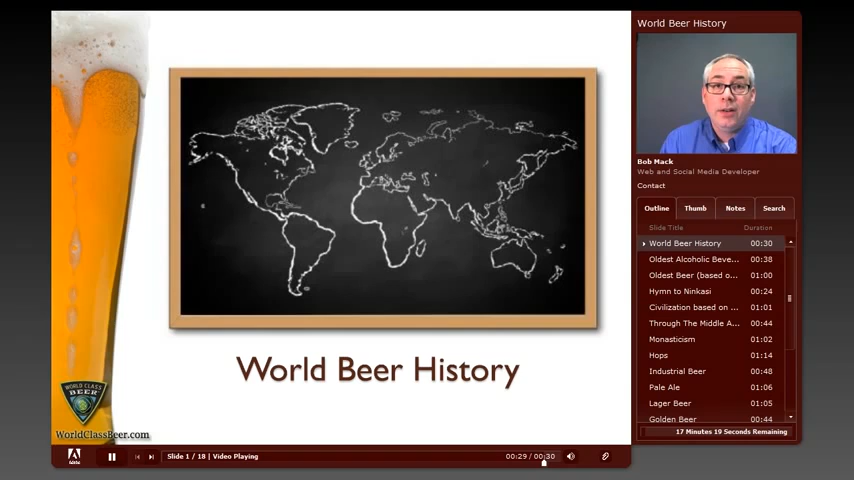 World Beer History
WORLD CLASS
BEER
WorldClassBeer.com
Adobe
Slide 1 / 18 | Video Playing
00:29 / 00:30
World Beer History
Bob Mack
Web and Social Media Developer
Contact
Outline Thumb Notes Search
Slide Title Duration
World Beer History 00:30
Oldest Alcoholic Beve... 00:38
Oldest Beer (based o... 01:00
Hymn to Ninkasi 00:24
Civilization based on ... 01:01
Through The Middle A... 00:44
Monasticism 01:02
Hops 01:14
Industrial Beer 00:48
Pale Ale 01:06
Lager Beer 01:05
Golden Beer 00:44
17 Minutes 19 Seconds Remaining